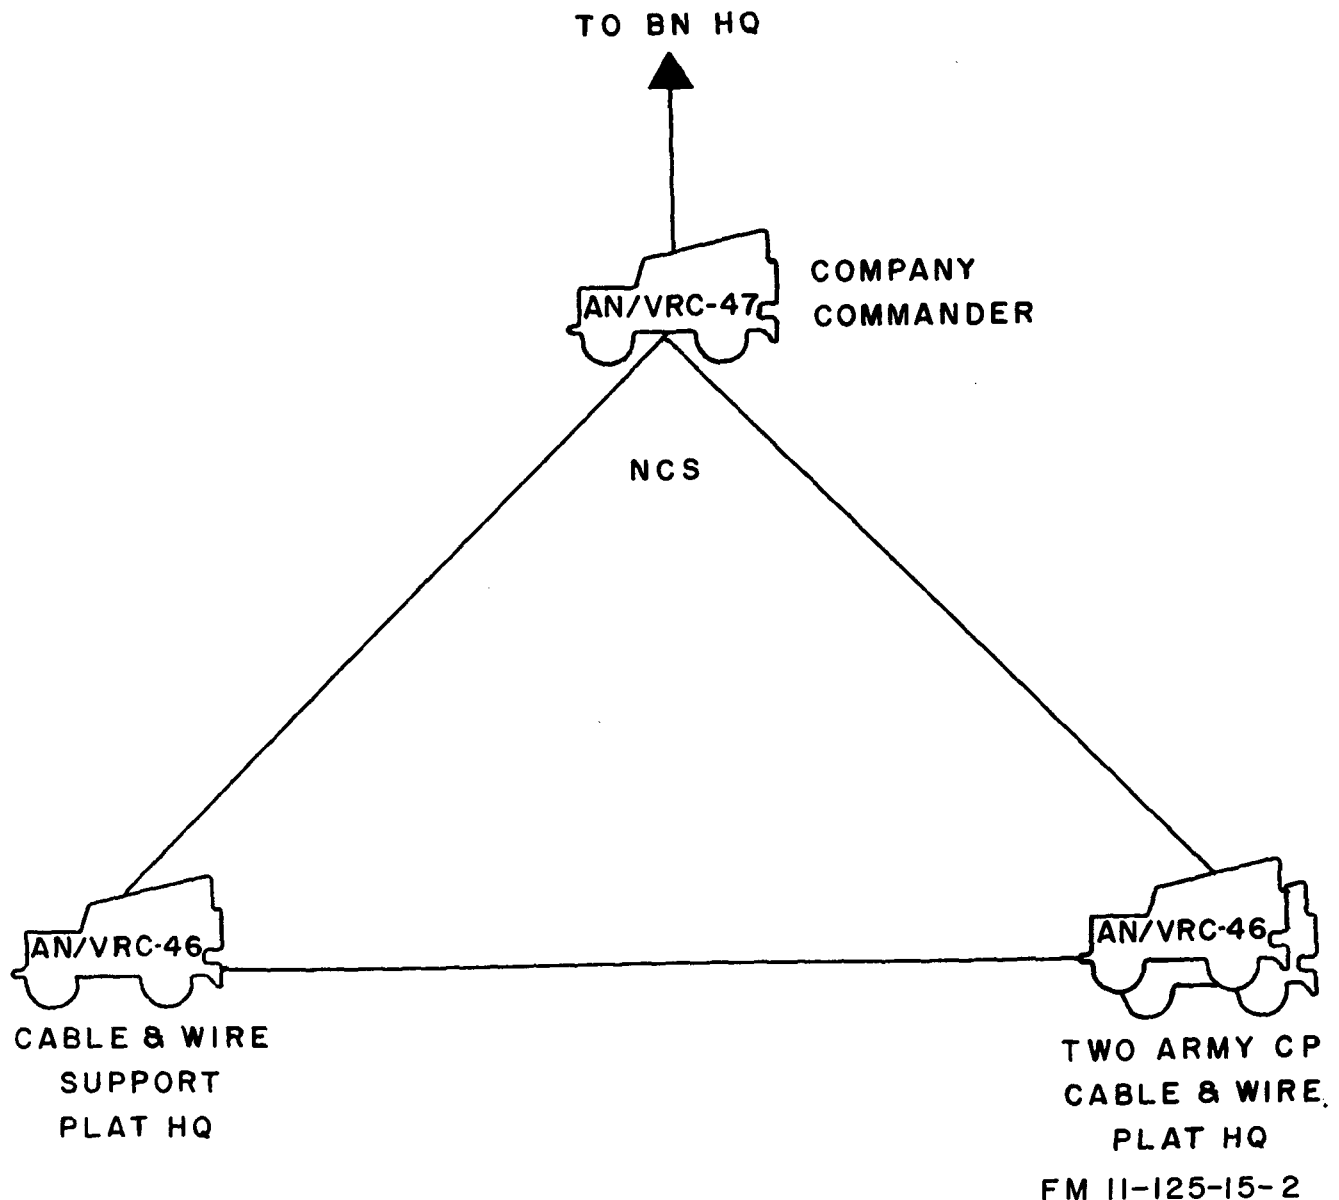 TO BN HQ
AN/VRC-47
COMPANY
COMMANDER
NCS
AN/VRC-46
CABLE & WIRE
SUPPORT
PLAT HQ
AN/VRC-46
TWO ARMY CP
CABLE & WIRE
PLAT HQ
FM 11-125-15-2